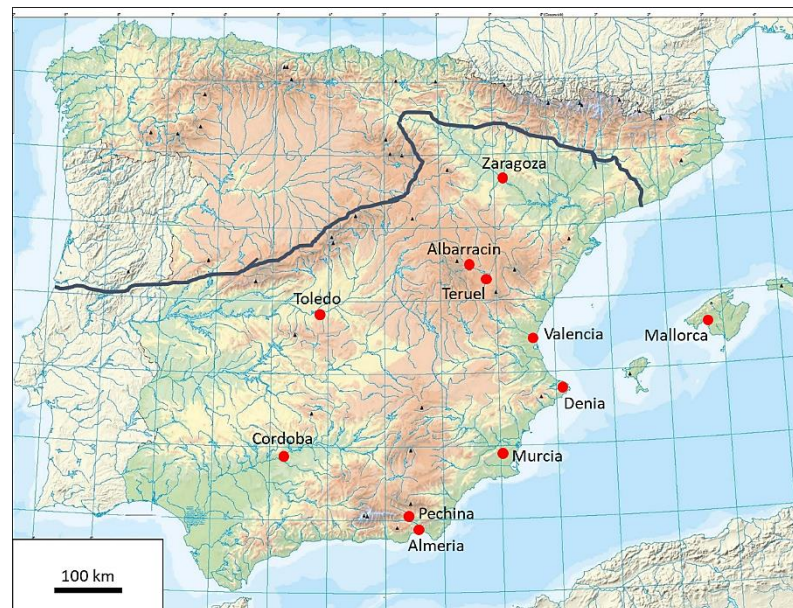 Zaragoza
Albarracin
Teruel
Toledo
Valencia
Mallorca
Denia
Cordoba
Murcia
Pechina
Almeria
100 km